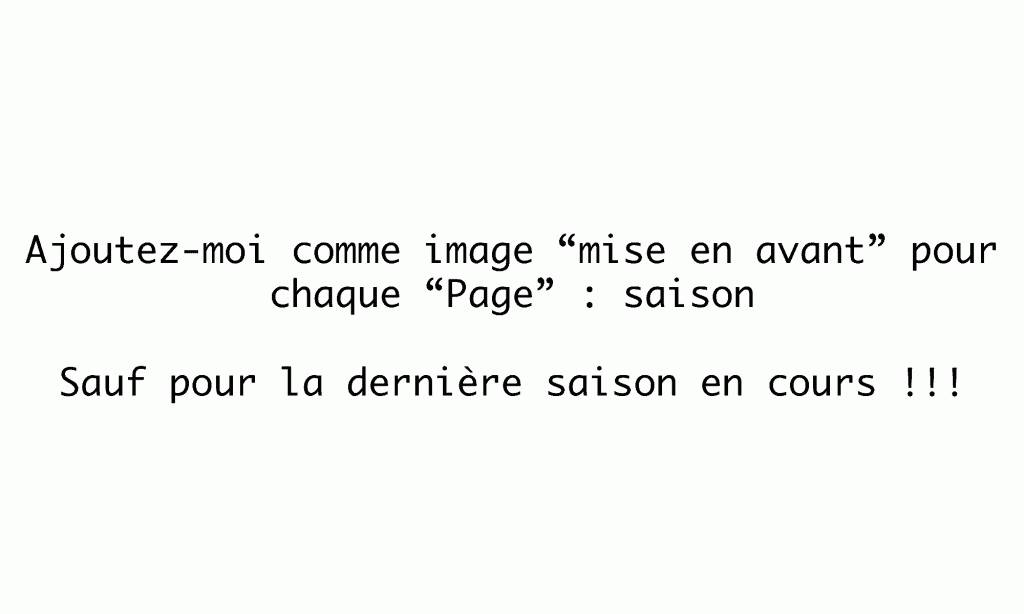 Ajoutez-moi comme image “mise en avant” pour
chaque “Page” : saison
Sauf pour la dernière saison en cours !!!